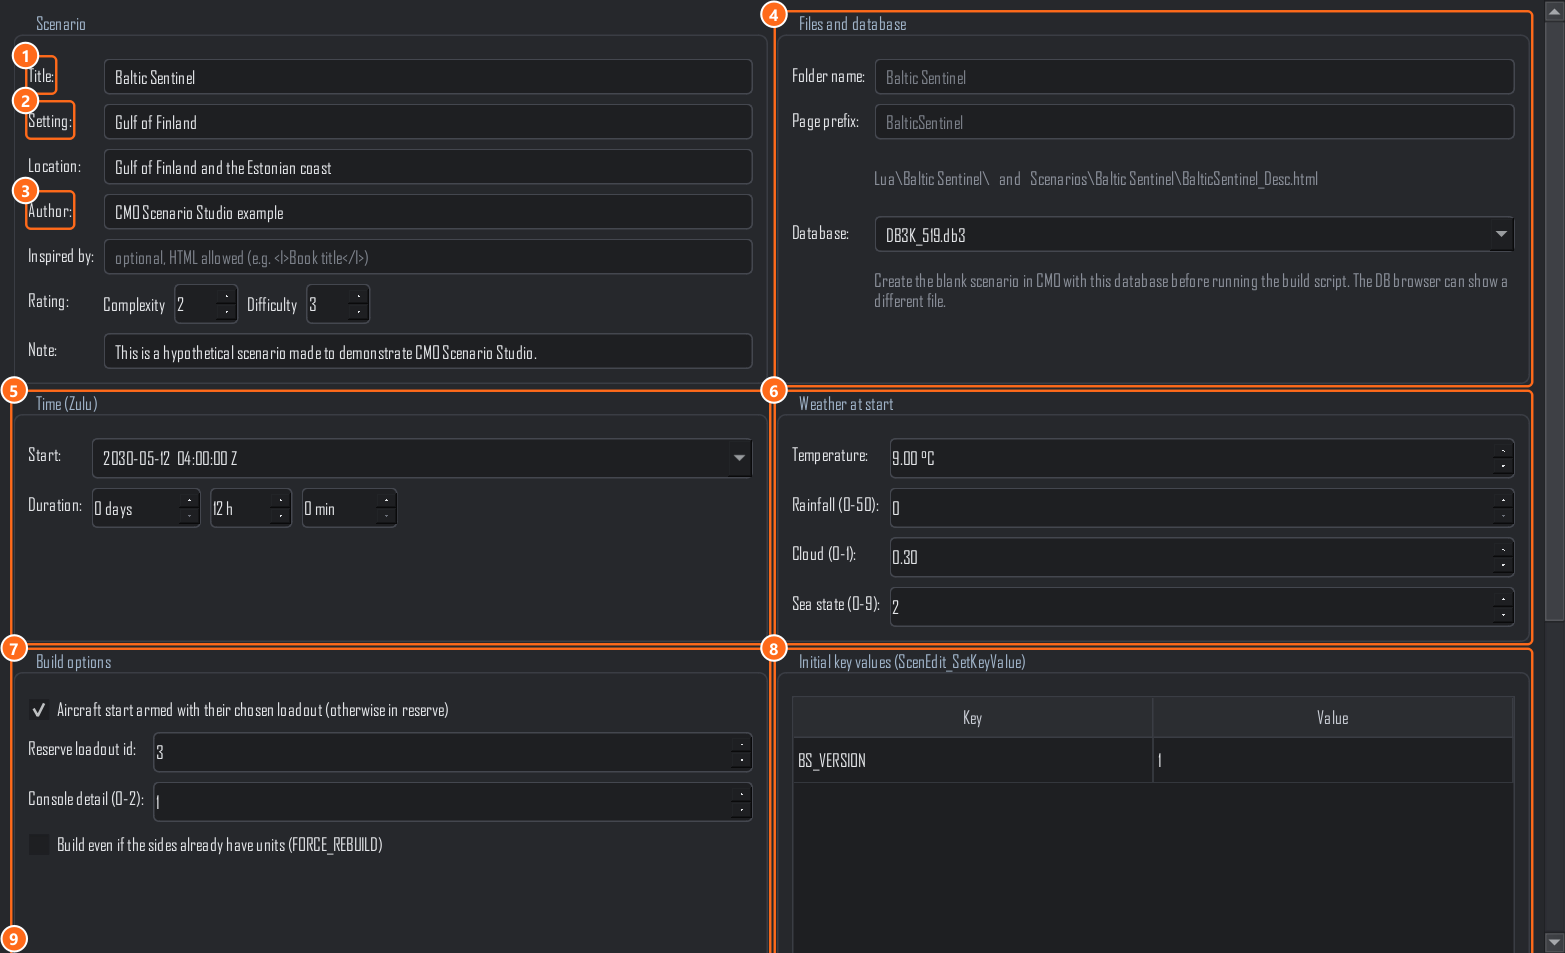 Scenario
1
Title:
Baltic Sentinel
2
Setting:
Gulf of Finland
Location:
Gulf of Finland and the Estonian coast
3
Author:
CMO Scenario Studio example
Inspired by:
optional, HTML allowed (e.g. <I>Book title</I>)
Rating:
Complexity
2
Difficulty
3
Note:
This is a hypothetical scenario made to demonstrate CMO Scenario Studio.
4
Files and database
Folder name:
Baltic Sentinel
Page prefix:
BalticSentinel
Lua\Baltic Sentinel\ and Scenarios\Baltic Sentinel\BalticSentinel_Desc.html
Database:
DB3K_519.db3
Create the blank scenario in CMO with this database before running the build script. The DB browser can show a
different file.
5
Time (Zulu)
Start:
2030-05-12 04:00:00 Z
Duration:
0 days
12 h
0 min
6
Weather at start
Temperature:
9.00 ºC
Rainfall (0-50):
0
Cloud (0-1):
0.30
Sea state (0-9):
2
7
Build options
Aircraft start armed with their chosen loadout (otherwise in reserve)
Reserve loadout id:
3
Console detail (0-2):
1
Build even if the sides already have units (FORCE_REBUILD)
8
Initial key values (ScenEdit_SetKeyValue)
Key
Value
BS_VERSION
1
9